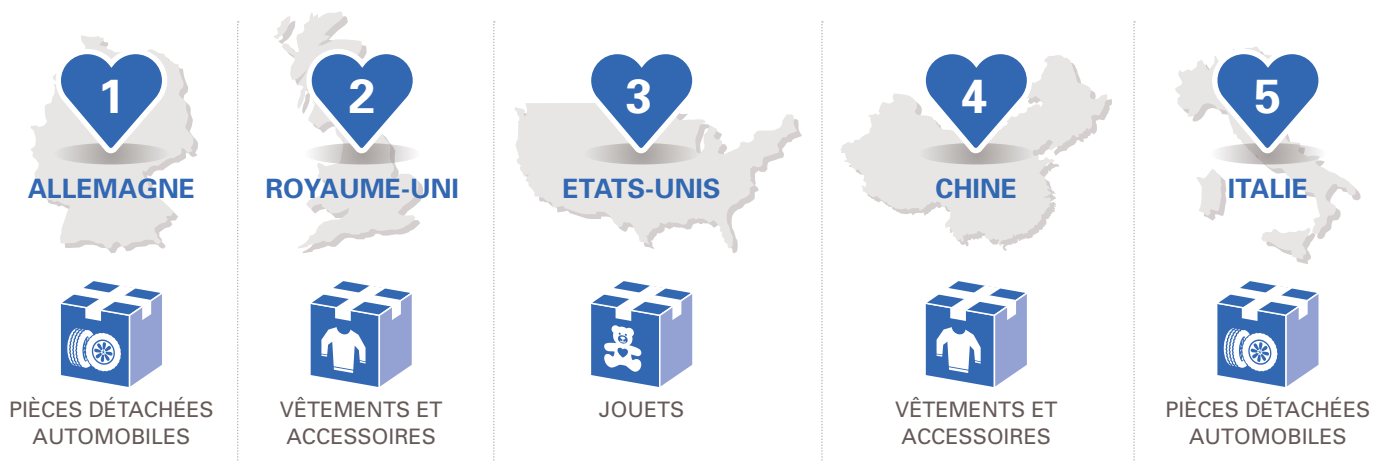 1
ALLEMAGNE
PIÈCES DÉTACHÉES
AUTOMOBILES
2
ROYAUME-UNI
VÊTEMENTS ET
ACCESSOIRES
3
ETATS-UNIS
JOUETS
4
CHINE
VÊTEMENTS ET
ACCESSOIRES
5
ITALIE
PIÈCES DÉTACHÉES
AUTOMOBILES